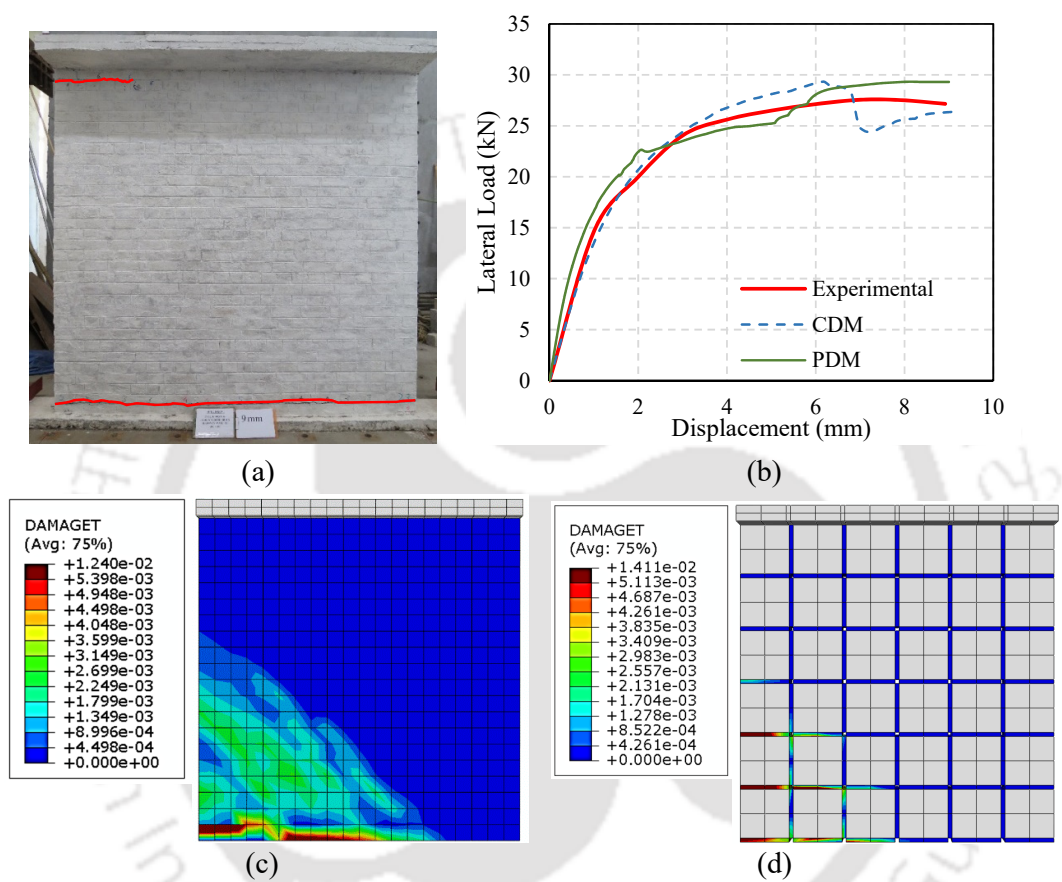 9mm
(a)
35
30
25
20
15
10
5
0
Lateral Load (kN)
0 2 4 6 8 10
Displacement (mm)
Experimental
CDM
PDM
(b)
DAMAGET
(Avg: 75%)
+1.240e-02
+5.398e-03
+4.948e-03
+4.498e-03
+4.048e-03
+3.599e-03
+3.149e-03
+2.699e-03
+2.249e-03
+1.799e-03
+1.349e-03
+8.996e-04
+4.498e-04
+0.000e+00
(c)
DAMAGET
(Avg: 75%)
+1.411e-02
+5.113e-03
+4.687e-03
+4.261e-03
+3.835e-03
+3.409e-03
+2.983e-03
+2.557e-03
+2.131e-03
+1.704e-03
+1.278e-03
+8.522e-04
+4.261e-04
+0.000e+00
(d)